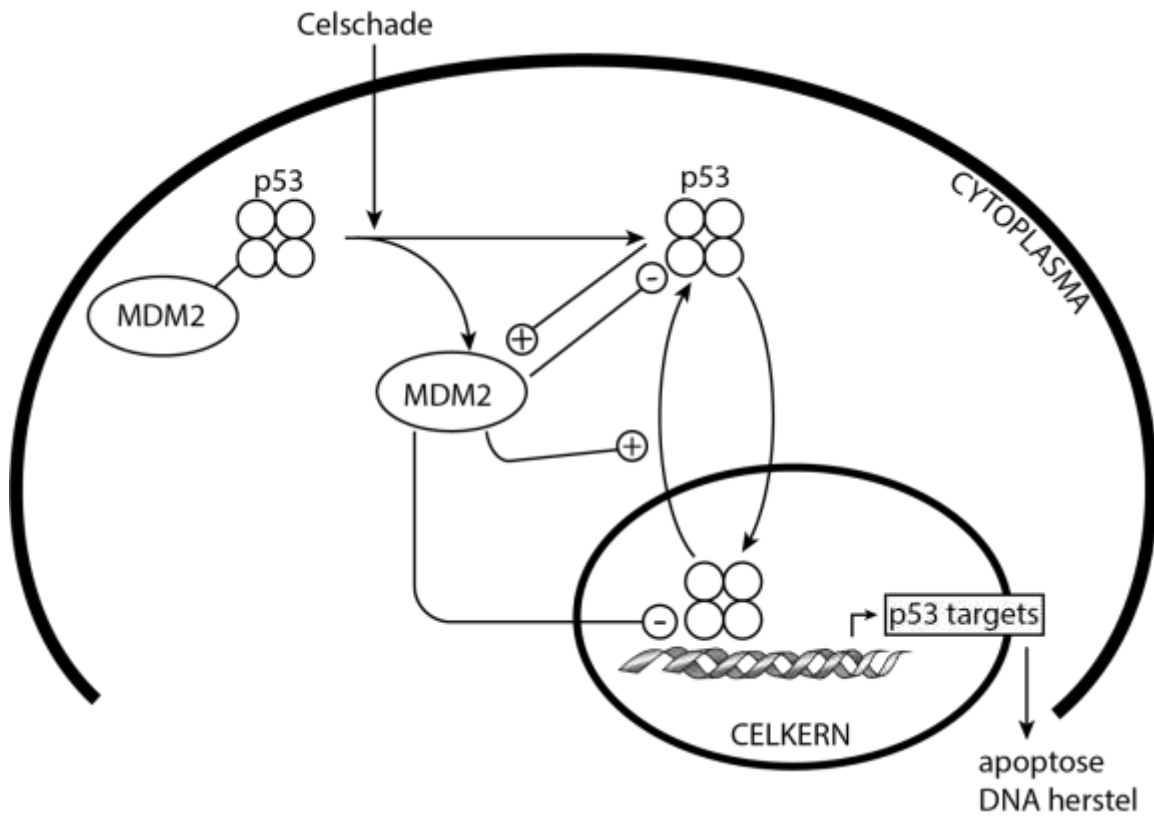 Celschade
p53
p53
CYTOPLASMA
MDM2
-
+
MDM2
+
-
p53 targets
CELKERN
apoptose
DNA herstel